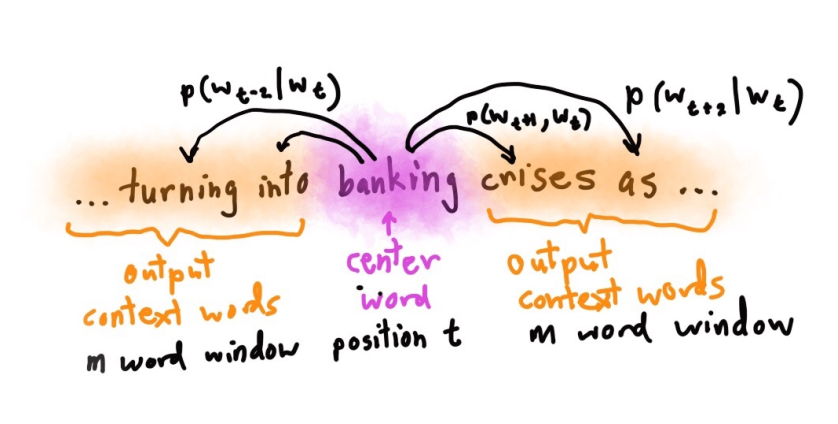 p(w_{t-2}|w_t)
p(w_{t+1}, w_t)
p(w_{t+2}|w_t)
... turning into banking crises as ...
output
context words
m word window
center
word
position t
output
context words
m word window